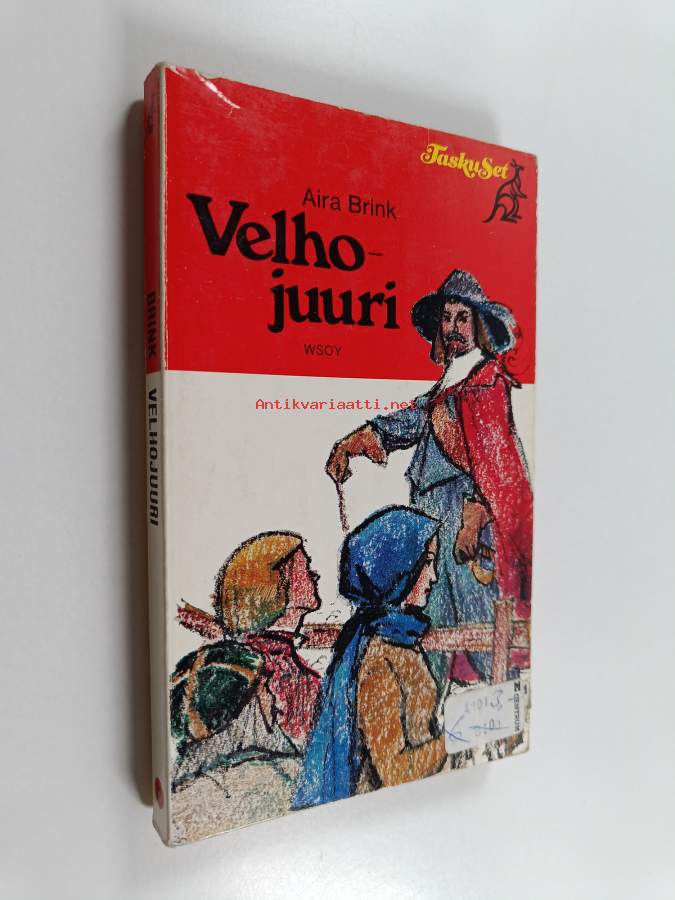 TaskuSet
Aira Brink
Velho-
juuri
WSOY
Antikvariaatti.net
BRINK VELHOJUURI